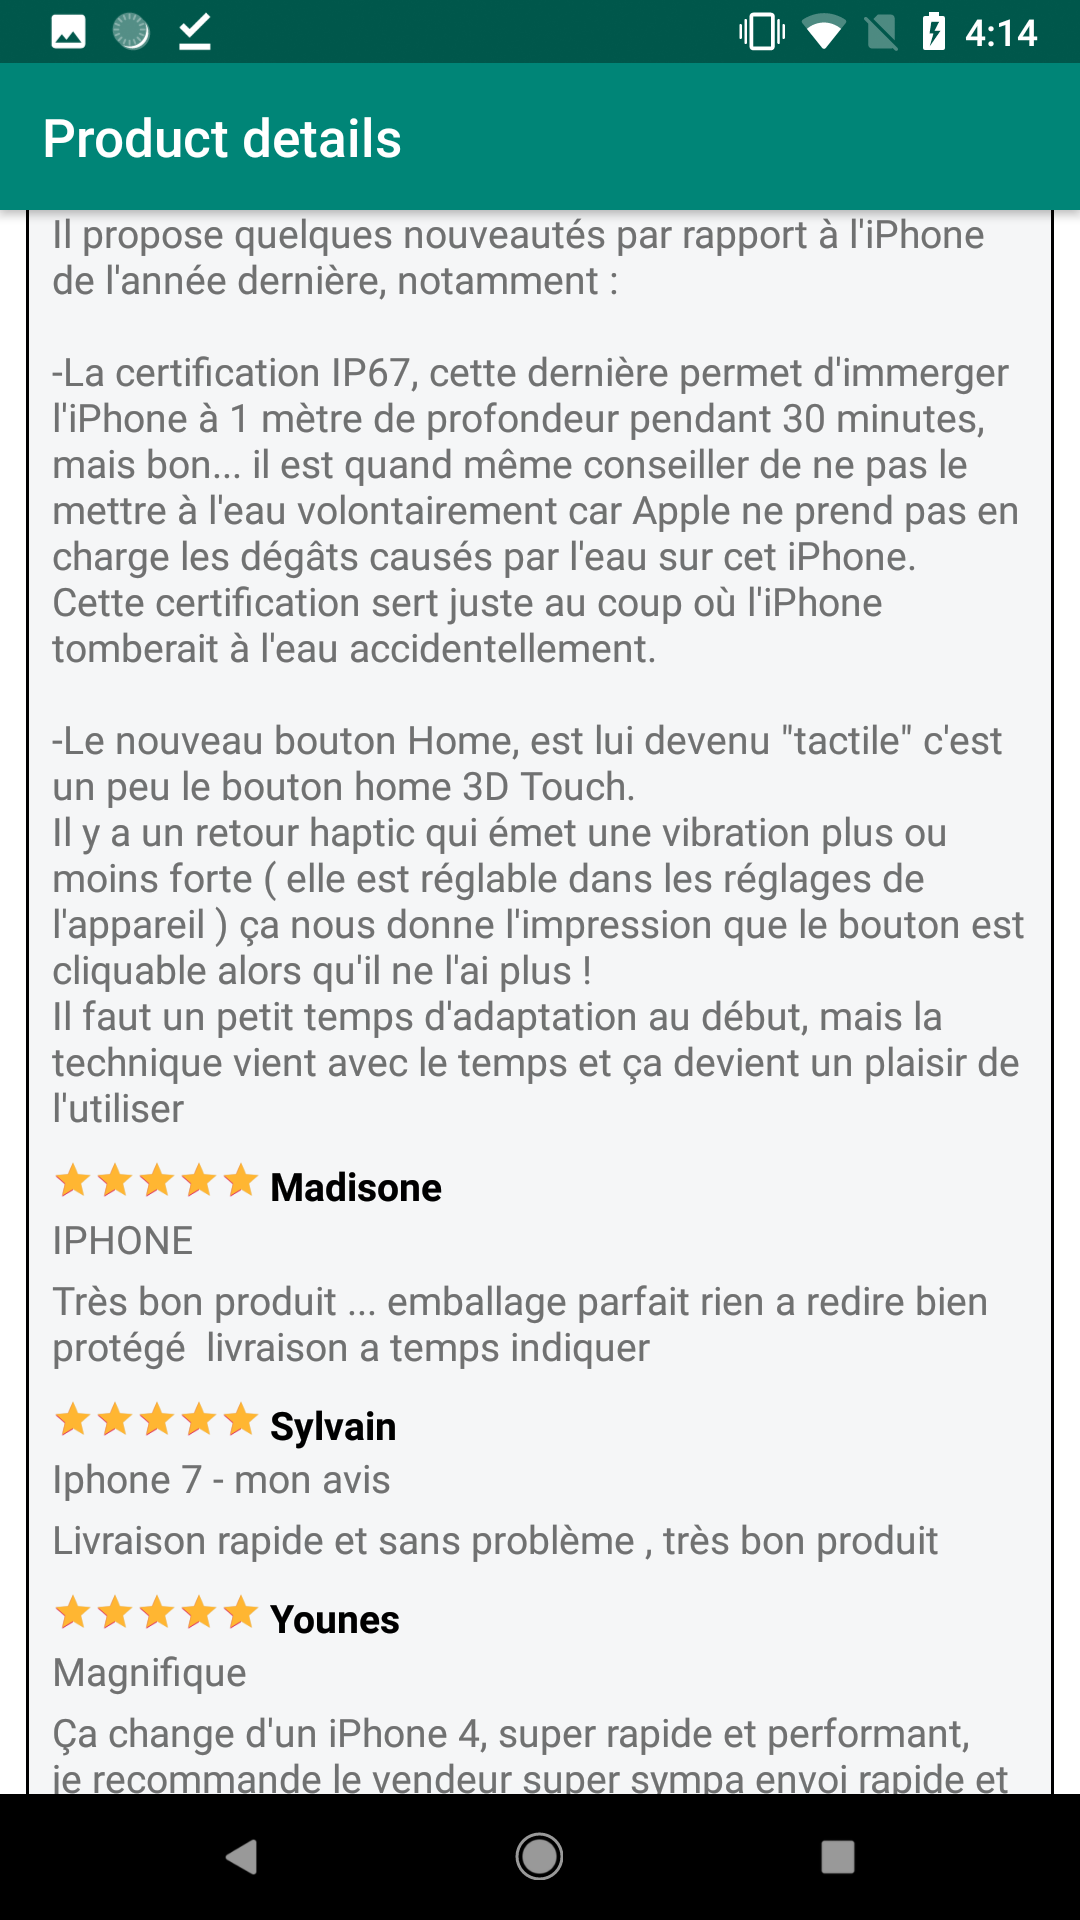 4:14
Product details
Il propose quelques nouveautés par rapport à l'iPhone
de l'année dernière, notamment :
-La certification IP67, cette dernière permet d'immerger
l'iPhone à 1 mètre de profondeur pendant 30 minutes,
mais bon... il est quand même conseiller de ne pas le
mettre à l'eau volontairement car Apple ne prend pas en
charge les dégâts causés par l'eau sur cet iPhone.
Cette certification sert juste au coup où l'iPhone
tomberait à l'eau accidentellement.
-Le nouveau bouton Home, est lui devenu "tactile" c'est
un peu le bouton home 3D Touch.
Il y a un retour haptic qui émet une vibration plus ou
moins forte ( elle est réglable dans les réglages de
l'appareil ) ça nous donne l'impression que le bouton est
cliquable alors qu'il ne l'ai plus !
Il faut un petit temps d'adaptation au début, mais la
technique vient avec le temps et ça devient un plaisir de
l'utiliser
Madisone
IPHONE
Très bon produit ... emballage parfait rien a redire bien
protégé  livraison a temps indiquer
Sylvain
Iphone 7 - mon avis
Livraison rapide et sans problème , très bon produit
Younes
Magnifique
Ça change d'un iPhone 4, super rapide et performant,
je recommande le vendeur super sympa envoi rapide et